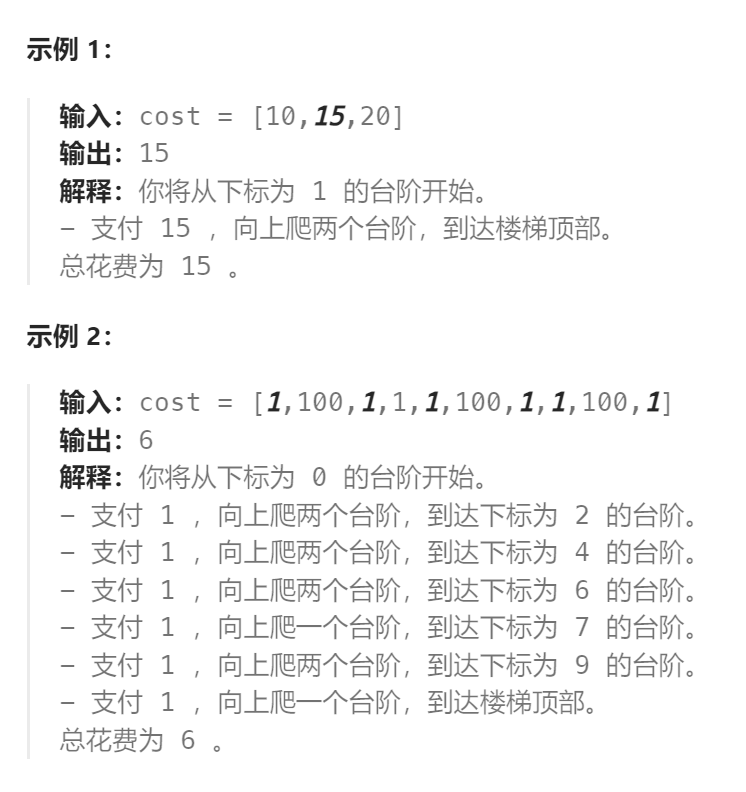 示例 1：
输入：cost = [10,15,20]
输出：15
解释：你将从下标为 1 的台阶开始。
- 支付 15 ，向上爬两个台阶，到达楼梯顶部。
总花费为 15 。
示例 2：
输入：cost = [1,100,1,1,1,100,1,1,100,1]
输出：6
解释：你将从下标为 0 的台阶开始。
- 支付 1 ，向上爬两个台阶，到达下标为 2 的台阶。
- 支付 1 ，向上爬两个台阶，到达下标为 4 的台阶。
- 支付 1 ，向上爬两个台阶，到达下标为 6 的台阶。
- 支付 1 ，向上爬一个台阶，到达下标为 7 的台阶。
- 支付 1 ，向上爬两个台阶，到达下标为 9 的台阶。
- 支付 1 ，向上爬一个台阶，到达楼梯顶部。
总花费为 6 。